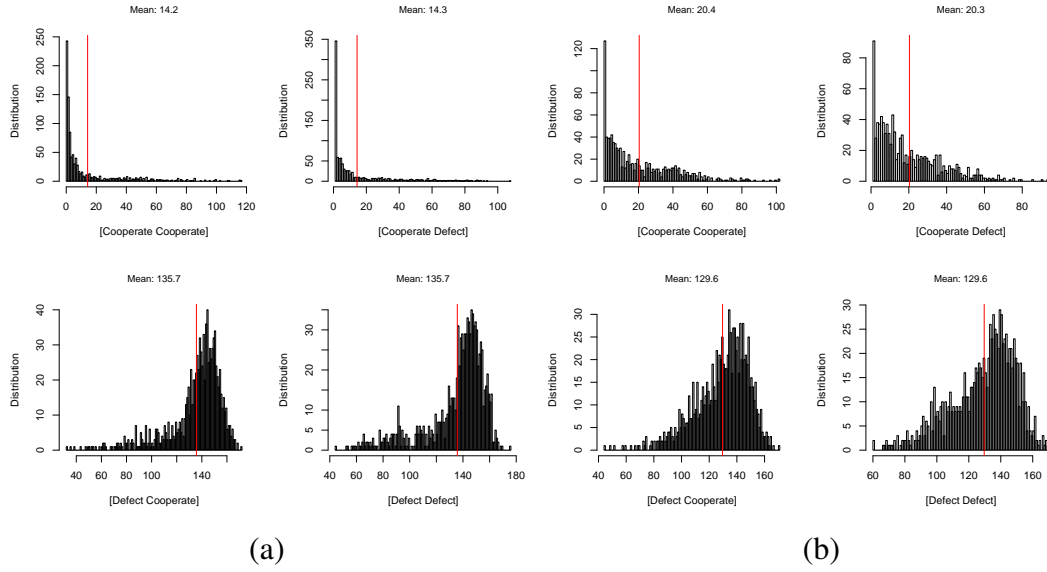 Mean: 14.2
Distribution
250
200
150
100
50
0
0 20 40 60 80 100 120
[Cooperate Cooperate]
Mean: 14.3
Distribution
350
250
150
50
0
0 20 40 60 80 100
[Cooperate Defect]
Mean: 20.4
Distribution
120
80
60
40
20
0
0 20 40 60 80 100
[Cooperate Cooperate]
Mean: 20.3
Distribution
80
60
40
20
0
0 20 40 60 80
[Cooperate Defect]
Mean: 135.7
Distribution
40
30
20
10
0
40 60 80 100 140
[Defect Cooperate]
Mean: 135.7
Distribution
30
20
10
5
0
40 60 80 100 140 180
[Defect Defect]
Mean: 129.6
Distribution
30
25
20
15
10
5
0
40 60 80 100 140
[Defect Cooperate]
Mean: 129.6
Distribution
30
25
20
15
10
5
0
60 80 100 120 140 160
[Defect Defect]
(a)
(b)